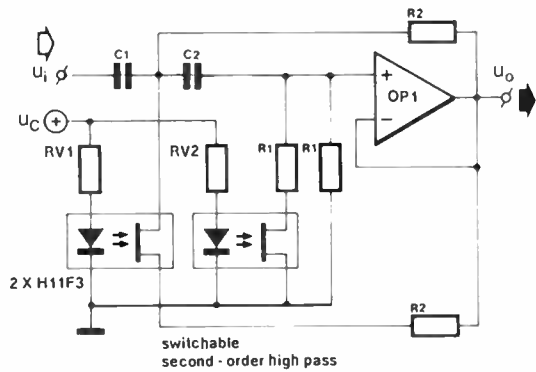 R2
C1
C2
ui
+
OP1
−
uo
uC
+
RV1
RV2
R1
R1
2 X H11F3
R2
switchable
second - order high pass